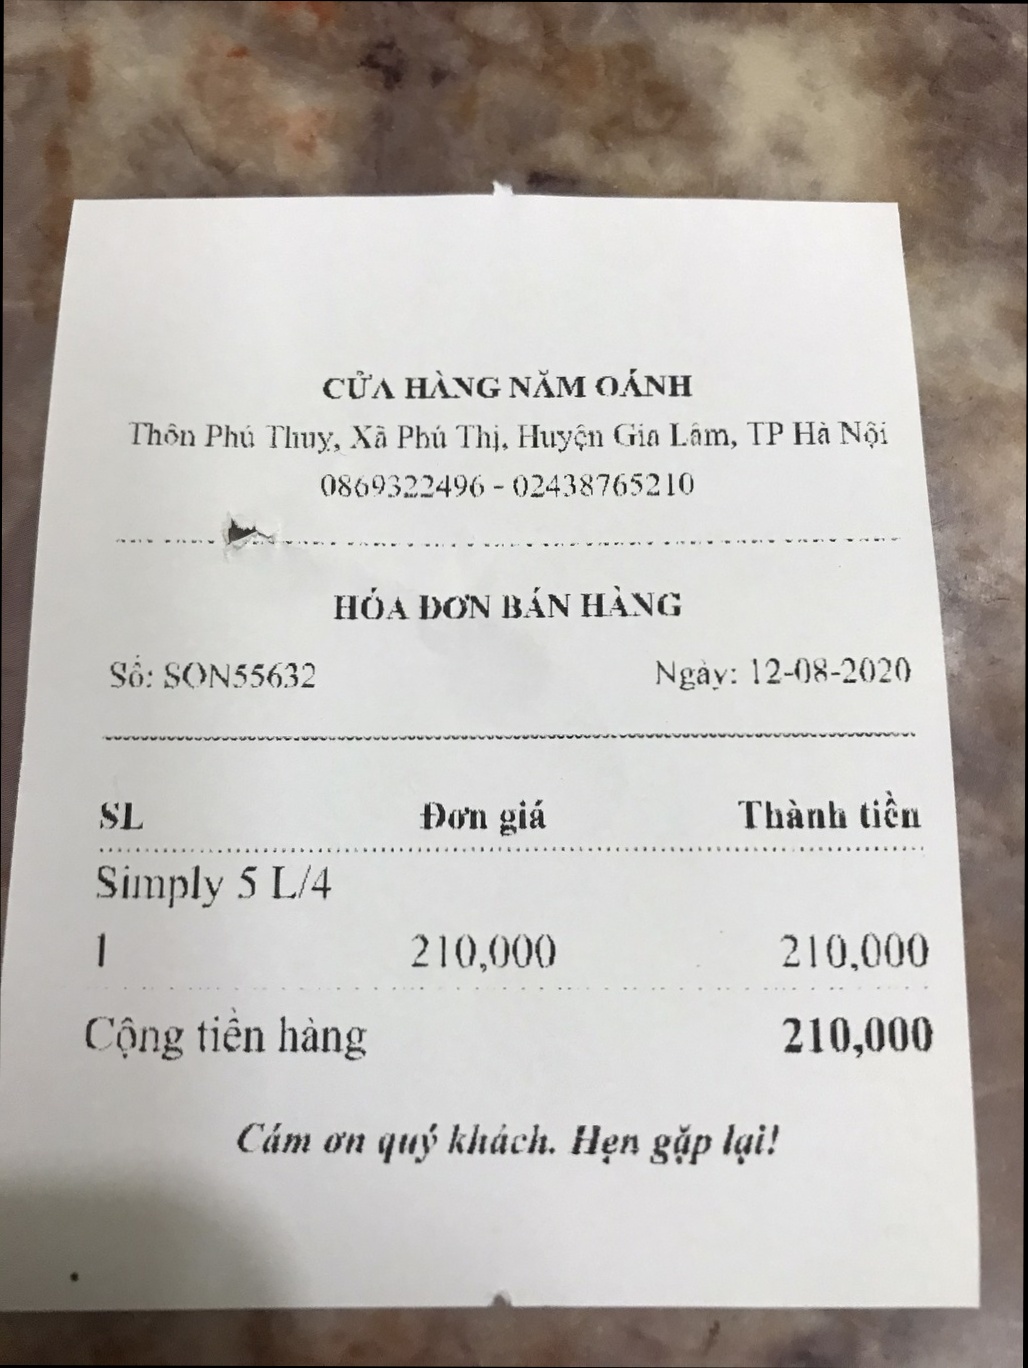 CỬA HÀNG NĂM OÁNH
Thôn Phú Thuy, Xã Phú Thị, Huyện Gia Lâm, TP Hà Nội
0869322496 - 02438765210
HÓA ĐƠN BÁN HÀNG
Số: SON55632 Ngày: 12-08-2020
SL Đơn giá Thành tiền
Simply 5 L/4
1 210,000 210,000
Cộng tiền hàng 210,000
Cám ơn quý khách. Hẹn gặp lại!